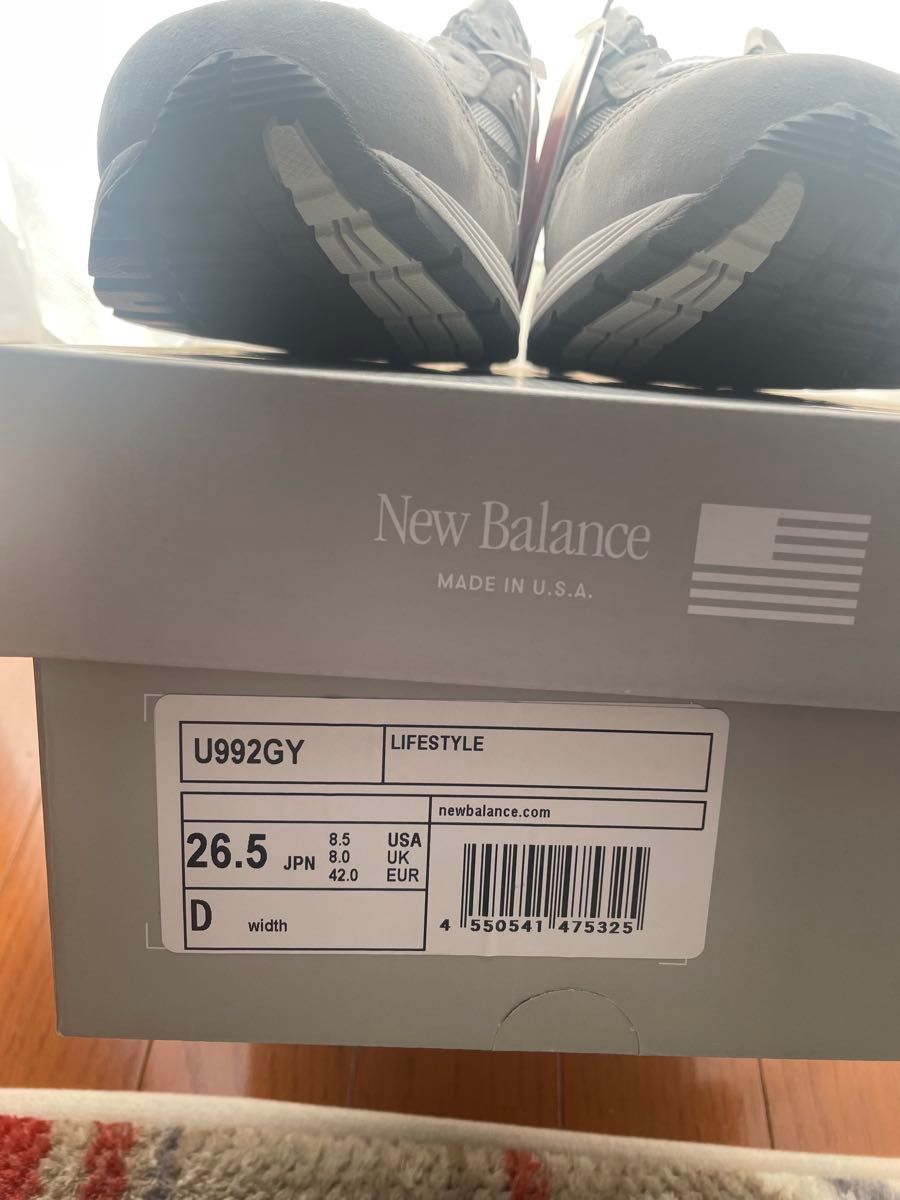 New Balance
MADE IN U.S.A.
U992GY
LIFESTYLE
newbalance.com
26.5 JPN
8.5 USA
8.0 UK
42.0 EUR
D width
4 550541 475325